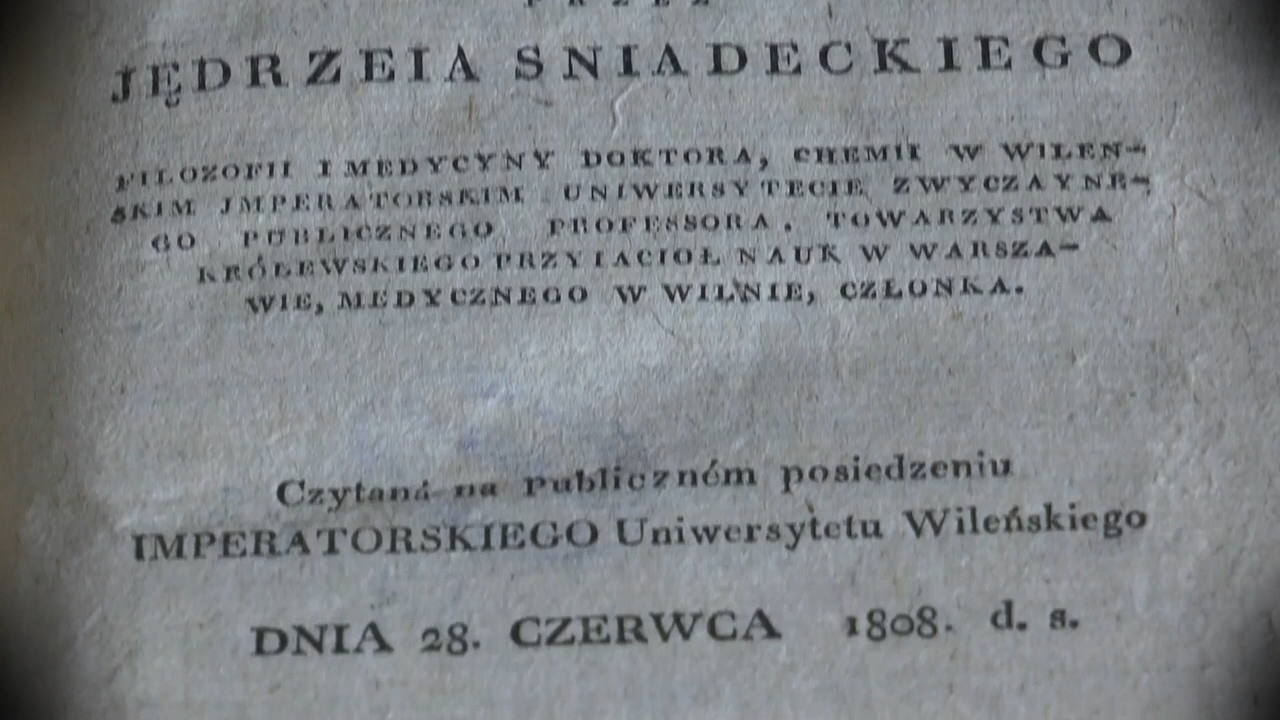 PRZEZ
JĘDRZEIA SNIADECKIEGO
FILOZOFII I MEDYCYNY DOKTORA, CHEMII W WILEN-
SKIM JMPERATORSKIM UNIWERSYTECIE ZWYCZAYNE-
GO PUBLICZNEGO PROFESSORA, TOWARZYSTWA
KRÓLEWSKIEGO PRZYIACIOŁ NAUK W WARSZA-
WIE, MEDYCZNEGO W WILNIE, CZŁONKA.
Czytaná na Publicznóm posiedzeniu
IMPERATORSKIEGO Uniwersytetu Wileńskiego
DNIA 28. CZERWCA 1808. d. s.